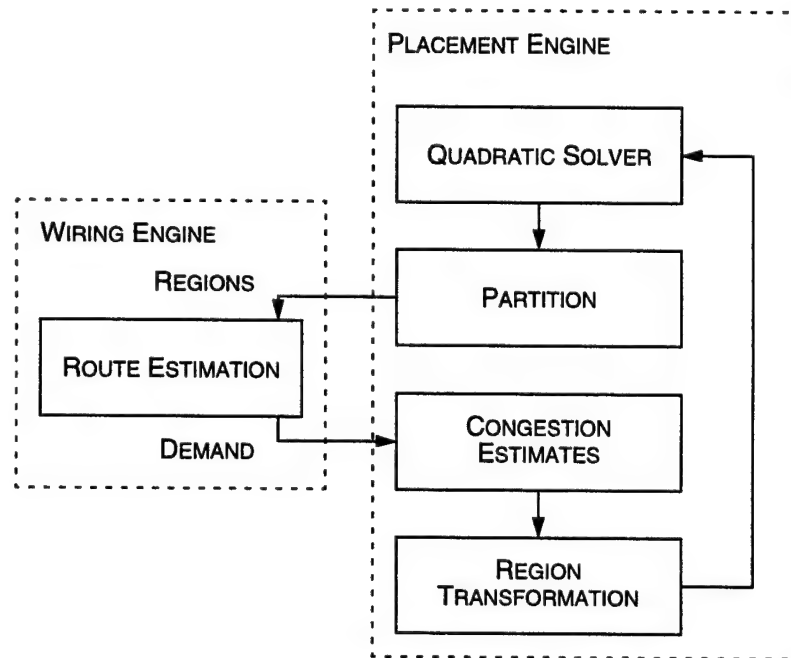 PLACEMENT ENGINE
QUADRATIC SOLVER
WIRING ENGINE
REGIONS
PARTITION
ROUTE ESTIMATION
DEMAND
CONGESTION
ESTIMATES
REGION
TRANSFORMATION